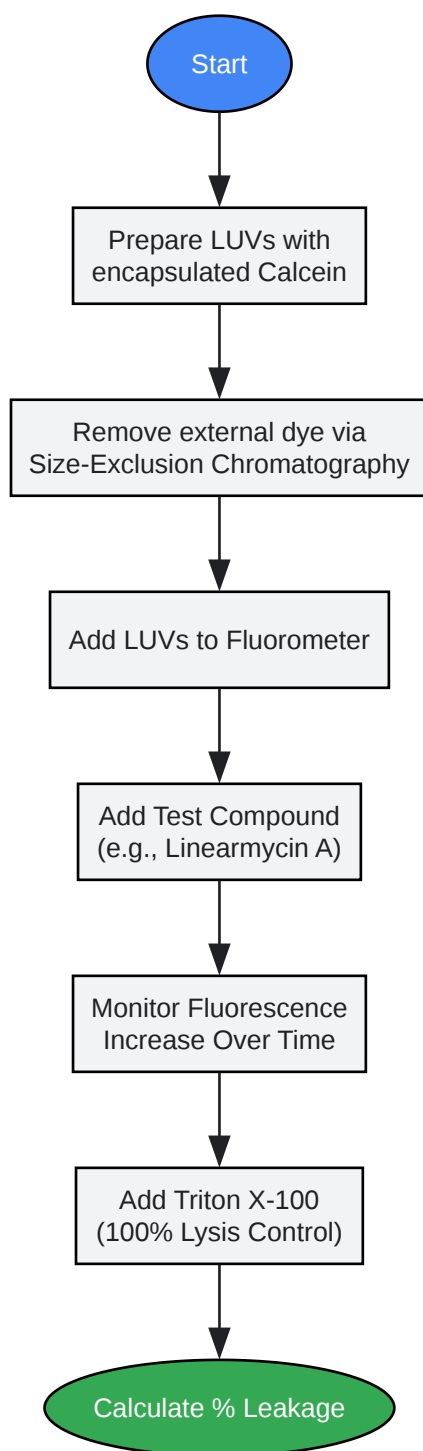 Start
Prepare LUVs with
encapsulated Calcein
Remove external dye via
Size-Exclusion Chromatography
Add LUVs to Fluorometer
Add Test Compound
(e.g., Linearmycin A)
Monitor Fluorescence
Increase Over Time
Add Triton X-100
(100% Lysis Control)
Calculate % Leakage